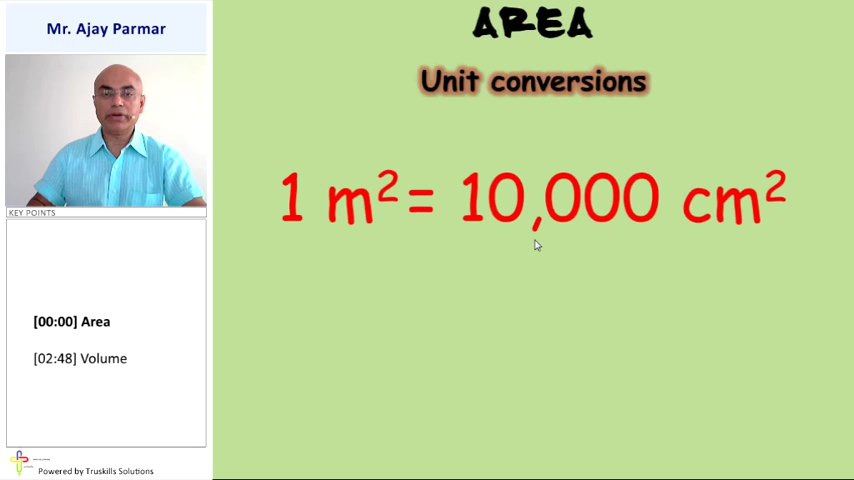 Mr. Ajay Parmar
AREA
Unit conversions
1 m² = 10,000 cm²
KEY POINTS
[00:00] Area
[02:48] Volume
Powered by Truskills Solutions